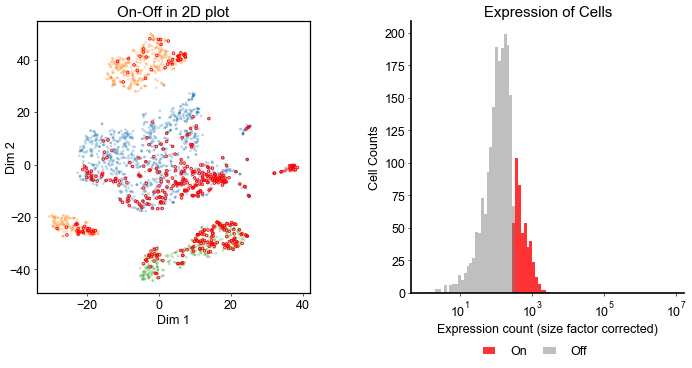 On-Off in 2D plot
Dim 2
40
20
0
−20
−40
−20
0
20
40
Dim 1
Expression of Cells
Cell Counts
200
175
150
125
100
75
50
25
0
10^1
10^3
10^5
10^7
Expression count (size factor corrected)
On
Off